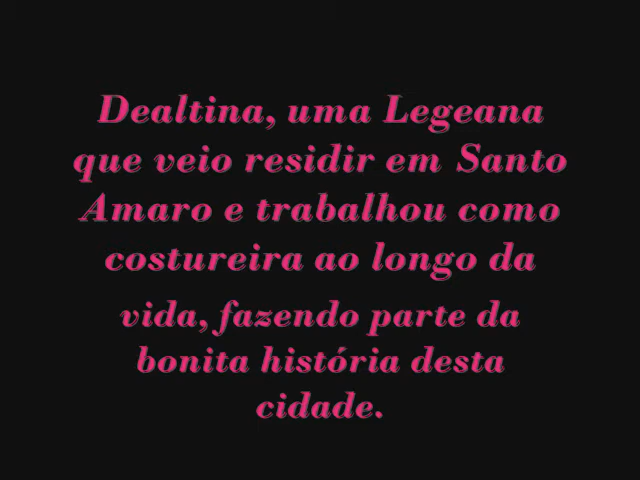 Dealtina, uma Legeana
que veio residir em Santo
Amaro e trabalhou como
costureira ao longo da
vida, fazendo parte da
bonita história desta
cidade.